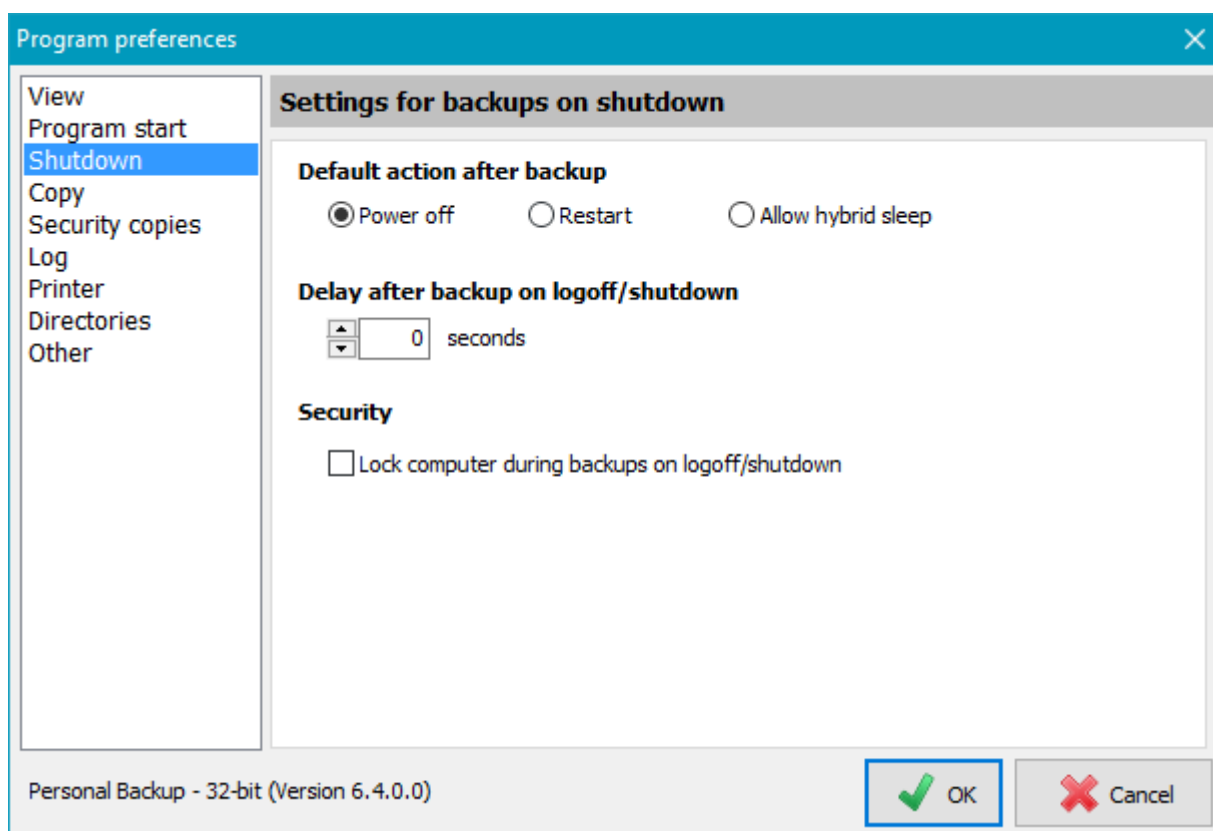 Program preferences
View
Program start
Shutdown
Copy
Security copies
Log
Printer
Directories
Other
Settings for backups on shutdown
Default action after backup
Power off Restart Allow hybrid sleep
Delay after backup on logoff/shutdown
0 seconds
Security
Lock computer during backups on logoff/shutdown
Personal Backup - 32-bit (Version 6.4.0.0)
OK Cancel